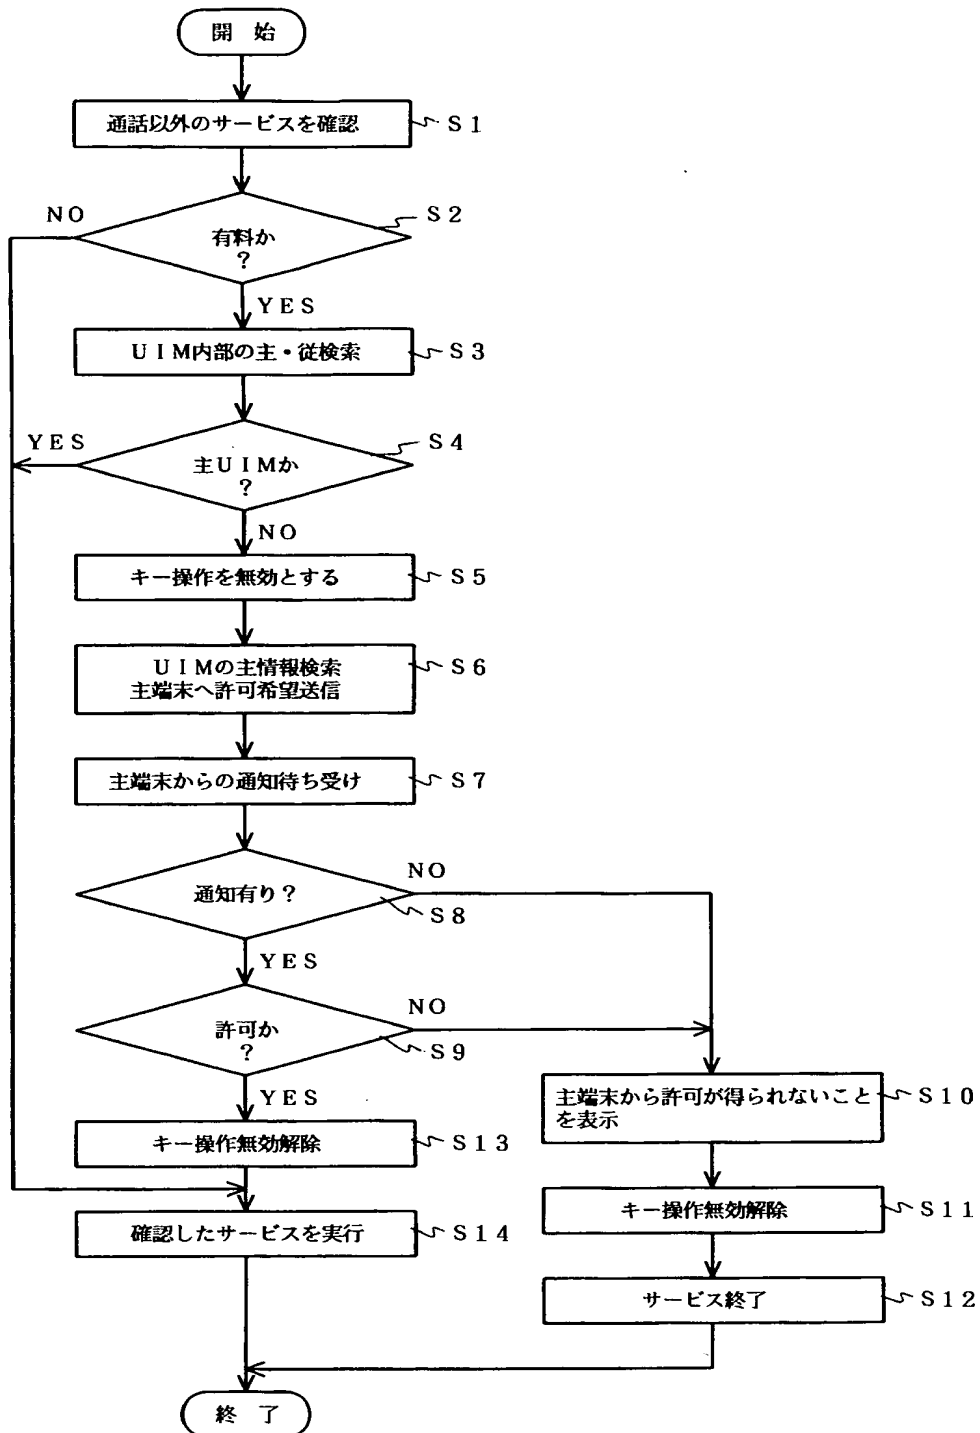 開 始
通話以外のサービスを確認
S1
NO
S2
有料か
?
YES
UIM内部の主・従検索
S3
YES
S4
主UIMか
?
NO
キー操作を無効とする
S5
UIMの主情報検索
主端末へ許可希望送信
S6
主端末からの通知待ち受け
S7
NO
通知有り?
S8
YES
NO
許可か
?
S9
YES
主端末から許可が得られないこと
を表示
S10
キー操作無効解除
S13
キー操作無効解除
S11
確認したサービスを実行
S14
サービス終了
S12
終 了